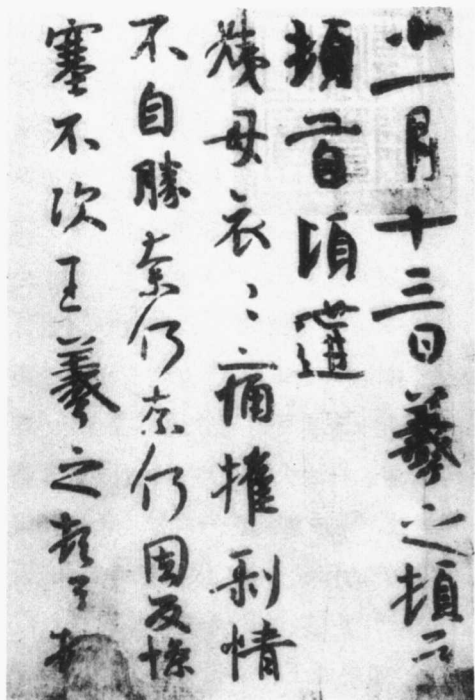 十一月十三日羲之頓首
頓首頃遘
姨母哀〻痛摧剝情
不自勝奈何奈何因反慘
塞不次王羲之頓首頓首